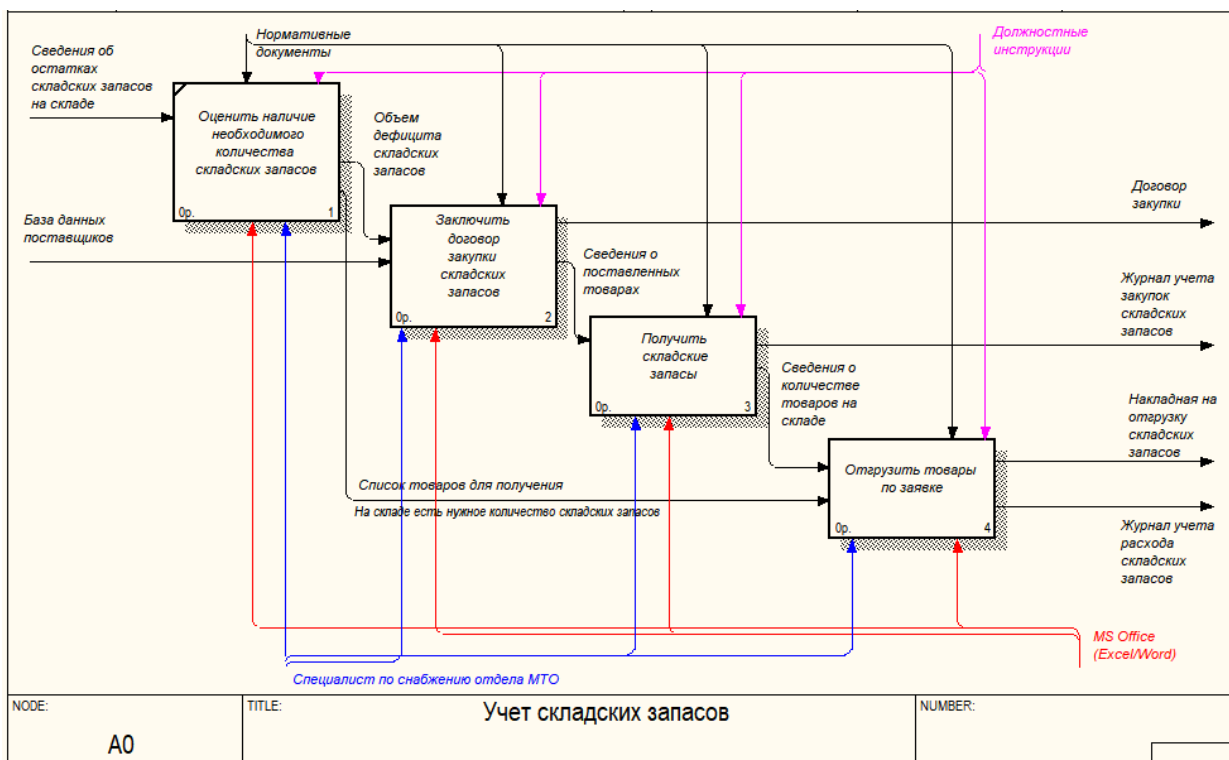 Сведения об
остатках
складских запасов
на складе
Нормативные
документы
Должностные
инструкции
Оценить наличие
необходимого
количества
складских запасов
0р.
1
Объем
дефицита
складских
запасов
База данных
поставщиков
Заключить
договор
закупки
складских
запасов
0р.
2
Договор
закупки
Сведения о
поставленных
товарах
Журнал учета
закупок
складских
запасов
Получить
складские
запасы
0р.
3
Сведения о
количестве
товаров на
складе
Накладная на
отгрузку
складских
запасов
Отгрузить товары
по заявке
0р.
4
Список товаров для получения
На складе есть нужное количество складских запасов
Журнал учета
расхода
складских
запасов
MS Office
(Excel/Word)
Специалист по снабжению отдела МТО
NODE:
A0
TITLE:
Учет складских запасов
NUMBER: